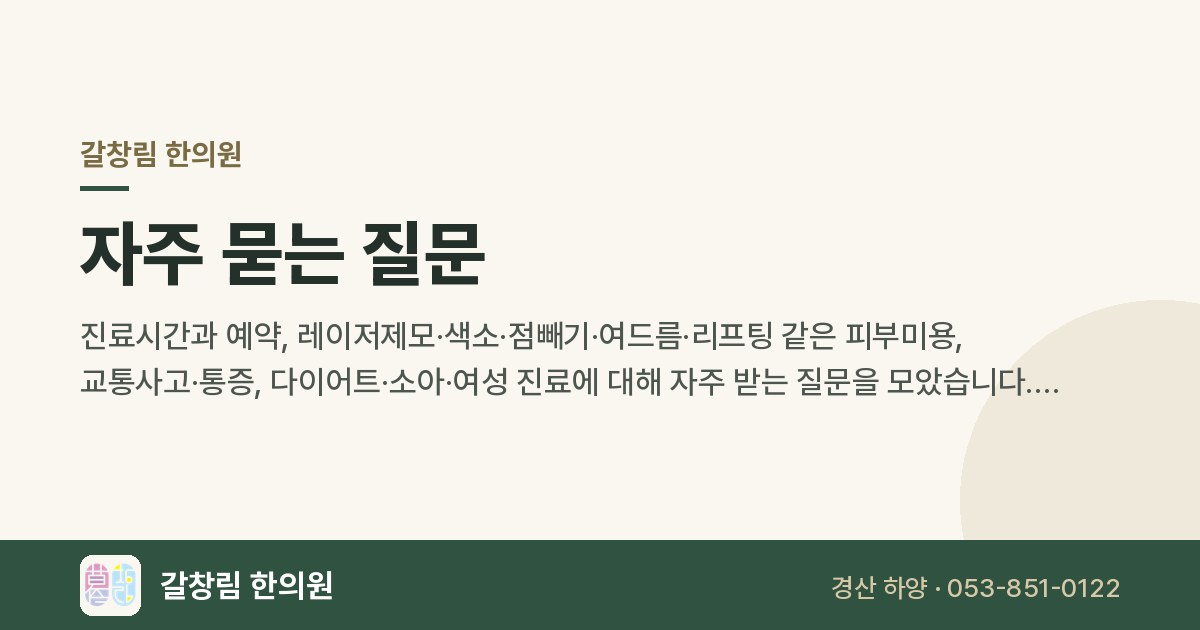 갈창림 한의원
자주 묻는 질문
진료시간과 예약, 레이저제모·색소·점빼기·여드름·리프팅 같은 피부미용,
교통사고·통증, 다이어트·소아·여성 진료에 대해 자주 받는 질문을 모았습니다....
갈창림 한의원
경산 하양 · 053-851-0122